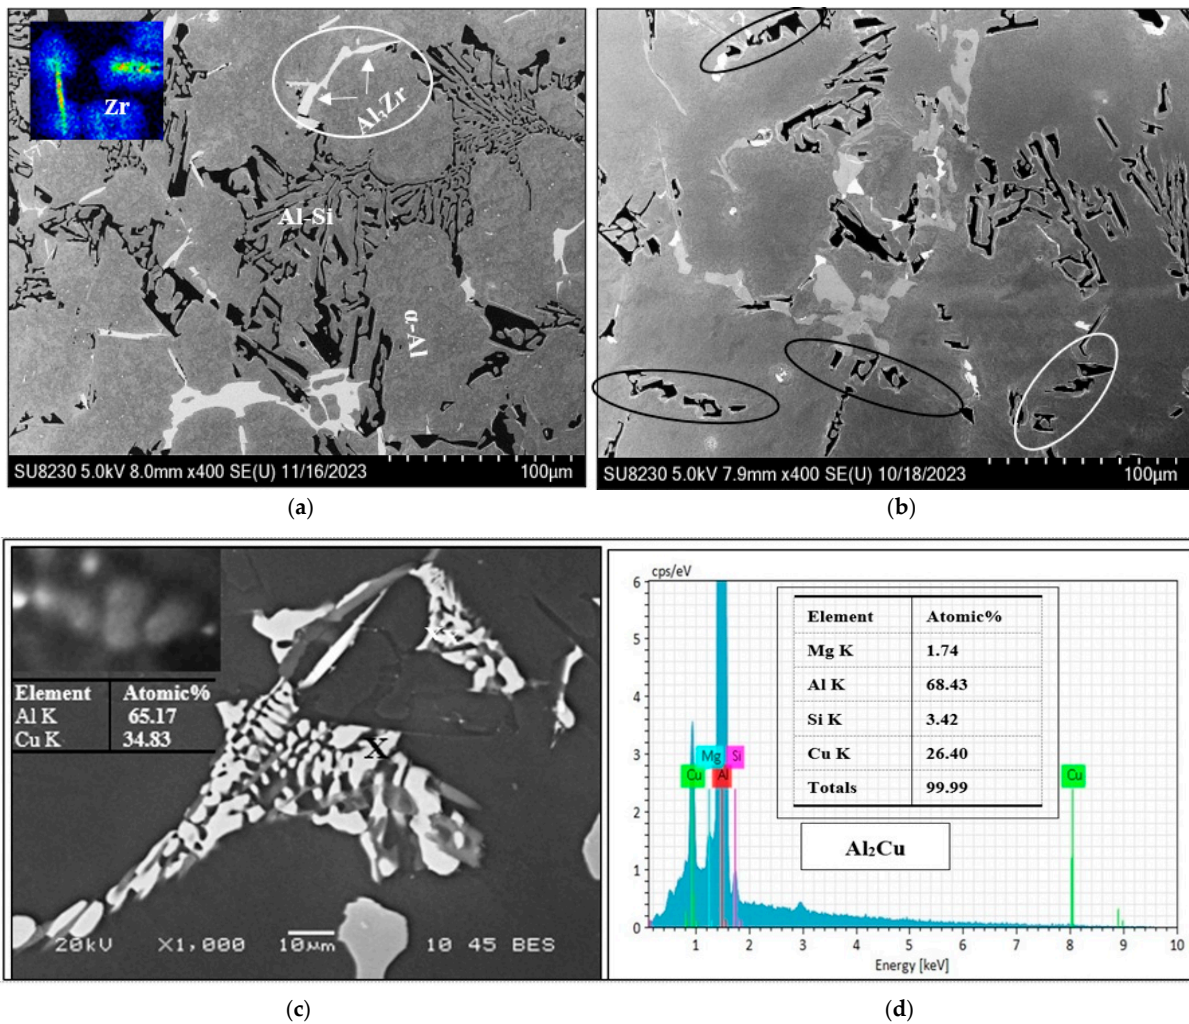 Zr
Al₃Zr
Al-Si
α-Al
SU8230 5.0kV 8.0mm x400 SE(U) 11/16/2023
100µm
(a)
SU8230 5.0kV 7.9mm x400 SE(U) 10/18/2023
100µm
(b)
Element Atomic%
Al K 65.17
Cu K 34.83
X
20kV X1,000 10µm 10 45 BES
(c)
cps/eV
6
5
4
3
2
1
0
Element Atomic%
Mg K 1.74
Al K 68.43
Si K 3.42
Cu K 26.40
Totals 99.99
Al₂Cu
Mg Si
Cu Al Cu
1 2 3 4 5 6 7 8 9 10
Energy [keV]
(d)